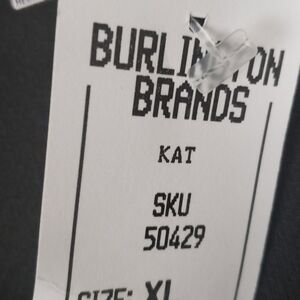 BURLINGTON
BRANDS
KAT
SKU
50429
SIZE: XL